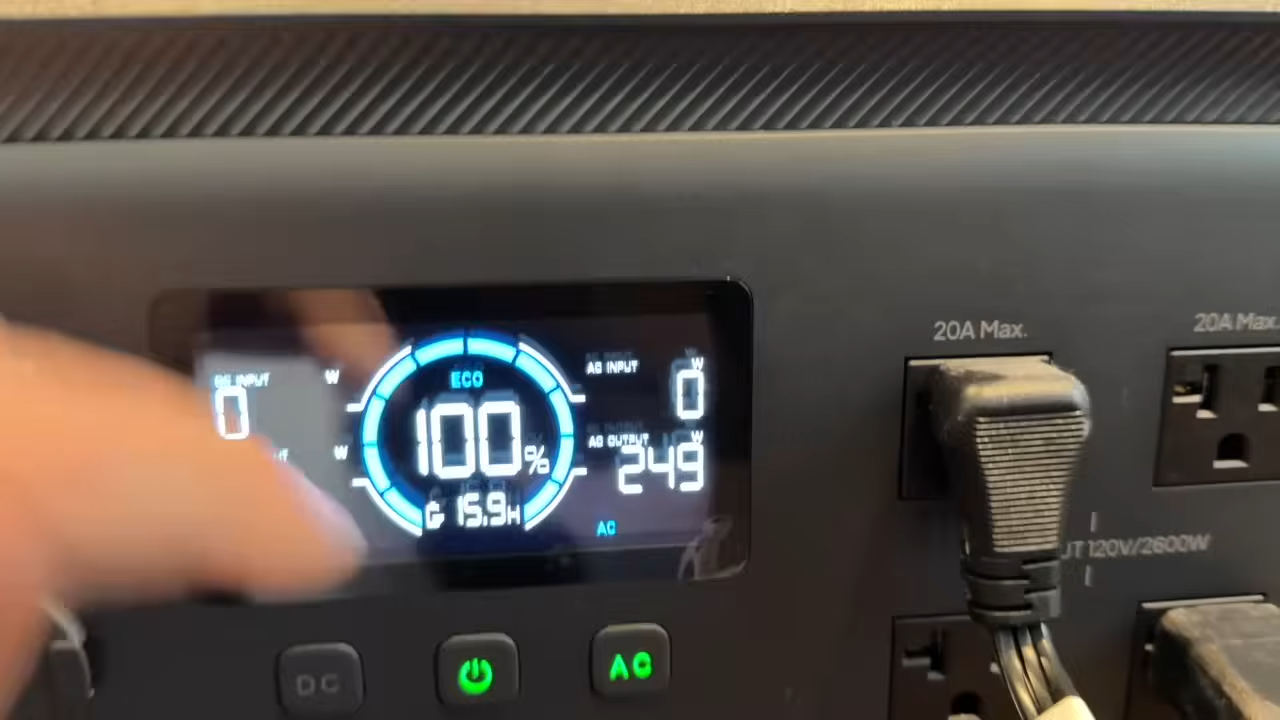 20A Max.
20A Max.
DC INPUT
W
0
W
ECO
100%
15.9H
AC INPUT
W
0
AC OUTPUT
W
249
AC
120V/2600W
DC
AC